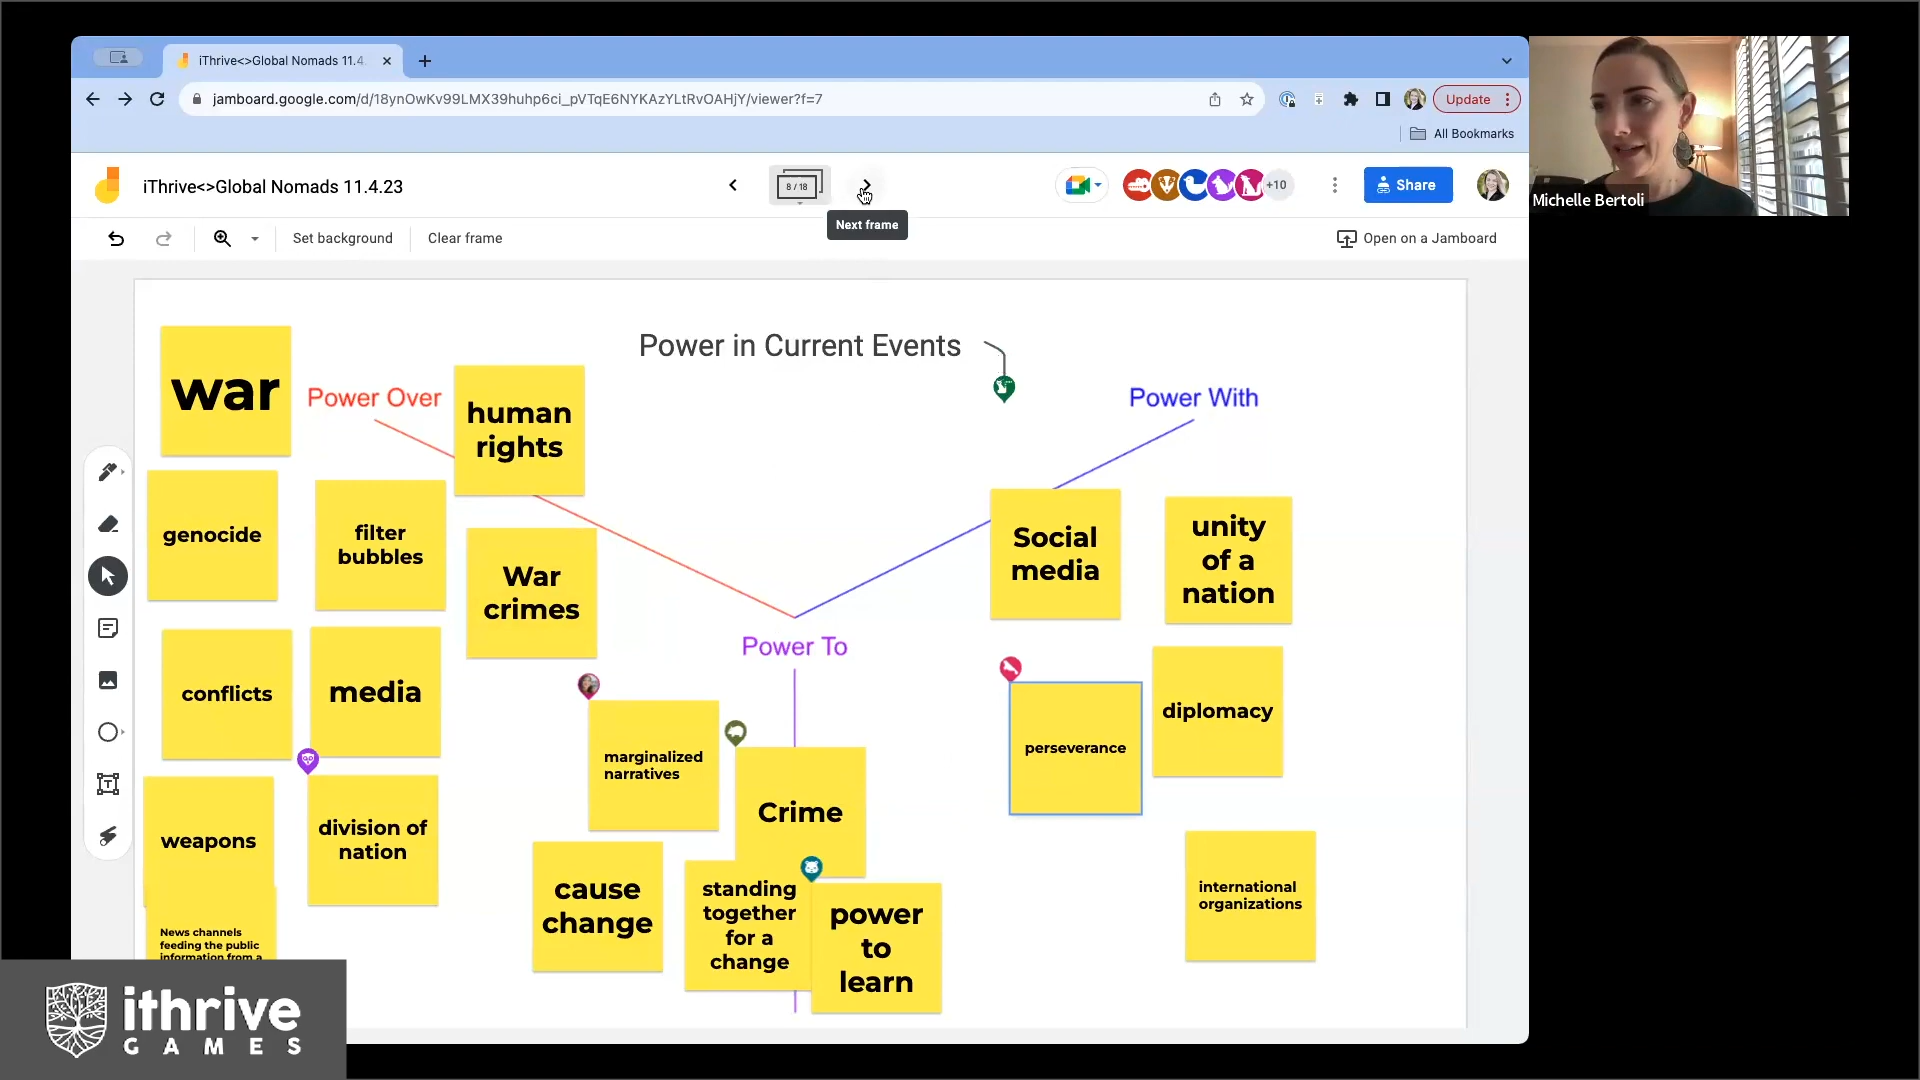 iThrive<>Global Nomads 11.4
jamboard.google.com/d/18ynOwKv99LMX39huhp6ci_pVTqE6NYKAzYLtRvOAHjY/viewer?f=7
Update
All Bookmarks
iThrive<>Global Nomads 11.4.23
8 / 18
+10
Share
Michelle Bertoli
Next frame
Set background
Clear frame
Open on a Jamboard
Power in Current Events
Power Over
Power With
Power To
war
human
rights
genocide
filter
bubbles
War
crimes
conflicts
media
weapons
division of
nation
News channels
feeding the public
information from a
marginalized
narratives
Crime
cause
change
standing
together
for a
change
power
to
learn
Social
media
unity
of a
nation
perseverance
diplomacy
international
organizations
ithrive
GAMES